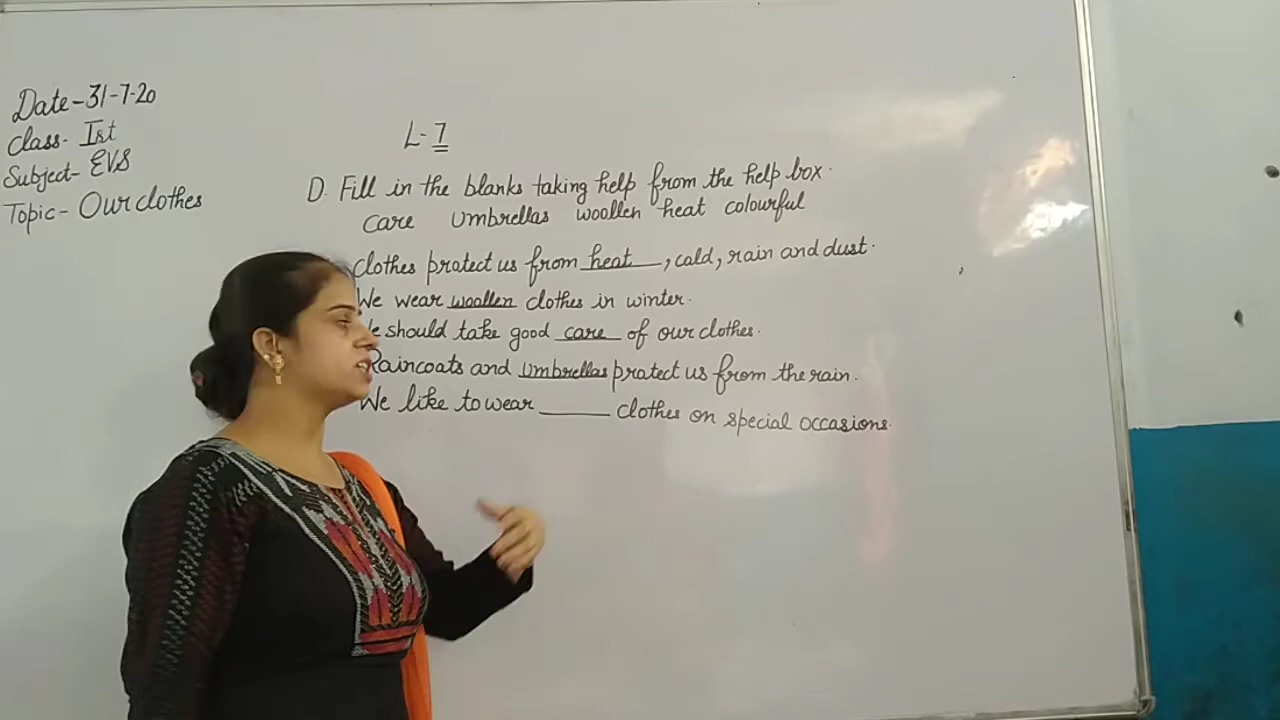 Date-31-7-20
Class- Ist
Subject- EVS
Topic- Our clothes
L-7
D. Fill in the blanks taking help from the help box.
care umbrellas woollen heat colourful
Clothes protect us from heat, cold, rain and dust.
We wear woollen clothes in winter.
We should take good care of our clothes.
Raincoats and umbrellas protect us from the rain.
We like to wear ______ clothes on special occasions.